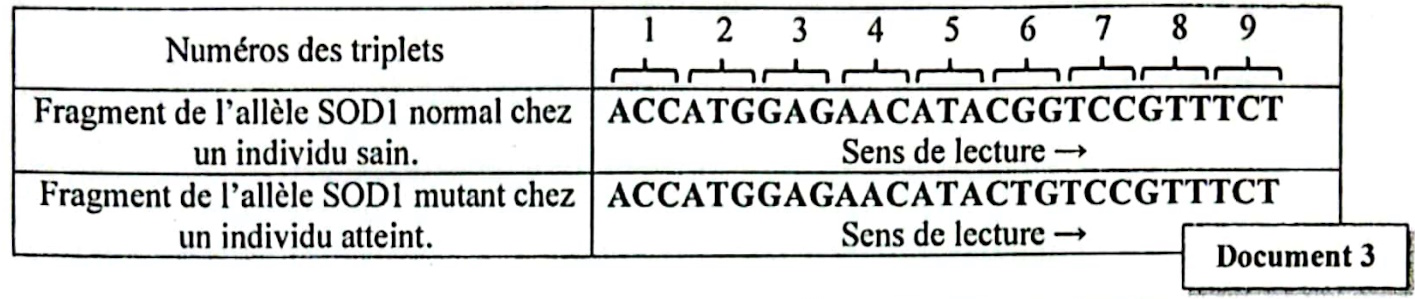 Numéros des triplets
1 2 3 4 5 6 7 8 9
Fragment de l'allèle SOD1 normal chez
un individu sain.
ACCATGGAGAACATACGGTCCGTTTCT
Sens de lecture →
Fragment de l'allèle SOD1 mutant chez
un individu atteint.
ACCATGGAGAACATACTGTCCGTTTCT
Sens de lecture →
Document 3